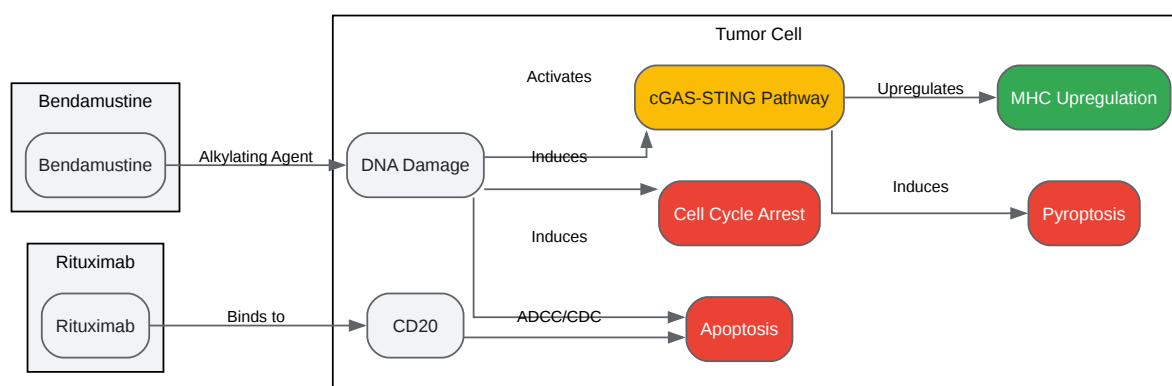 Tumor Cell
Activates
cGAS-STING Pathway
Upregulates
MHC Upregulation
Bendamustine
Bendamustine
Alkylating Agent
DNA Damage
Induces
Cell Cycle Arrest
Induces
Pyroptosis
Induces
Rituximab
Rituximab
Binds to
CD20
ADCC/CDC
Apoptosis